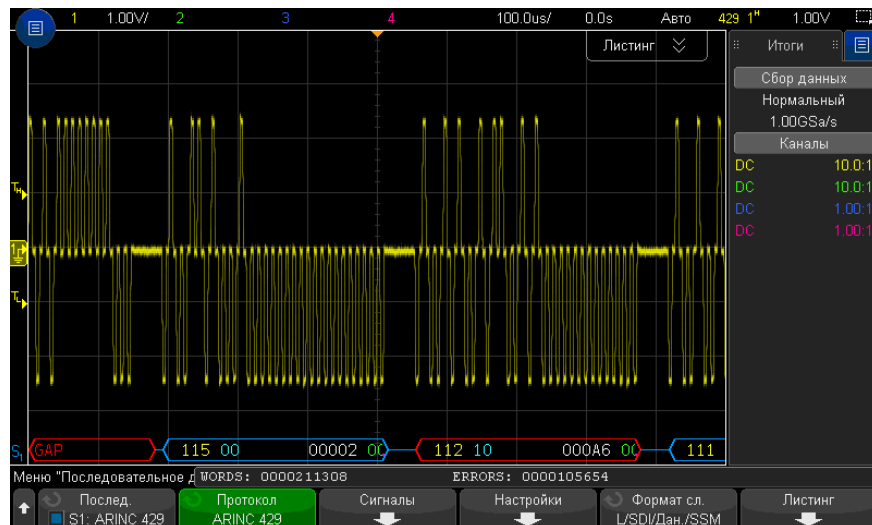 1 1.00V/ 2 3 4 100.0us/ 0.0s Авто 429 1" 1.00V
Листинг
Итоги
Сбор данных
Нормальный
1.00GSa/s
Каналы
DC 10.0:1
DC 10.0:1
DC 1.00:1
DC 1.00:1
S1 GAP 115 00 00002 00 112 10 000A6 00 111
Меню "Последовательное д WORDS: 0000211308 ERRORS: 0000105654
След. 
Послед. Протокол Сигналы Настройки Формат сл. Листинг
S1: ARINC 429 ARINC 429 L/SDI/Дан./SSM